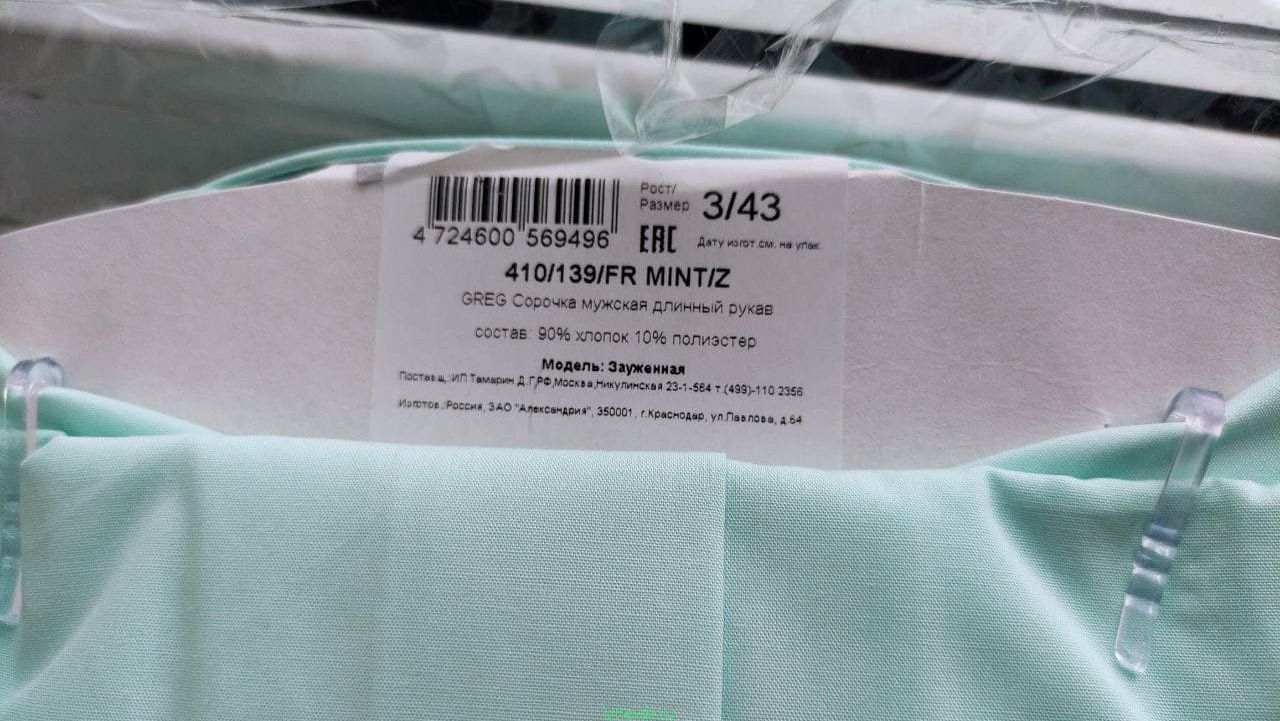 Рост/
Размер 3/43
4 724600 569496
EAC Дату изгот.см. на упак.
410/139/FR MINT/Z
GREG Сорочка мужская длинный рукав
состав: 90% хлопок 10% полиэстер
Модель: Зауженная
Поставщ.:ИП Тамарин Д.Г,РФ,Москва,Никулинская 23-1-564 т.(499)-110 2356
Изготов.:Россия, ЗАО "Александрия", 350001, г.Краснодар, ул.Павлова, д.64